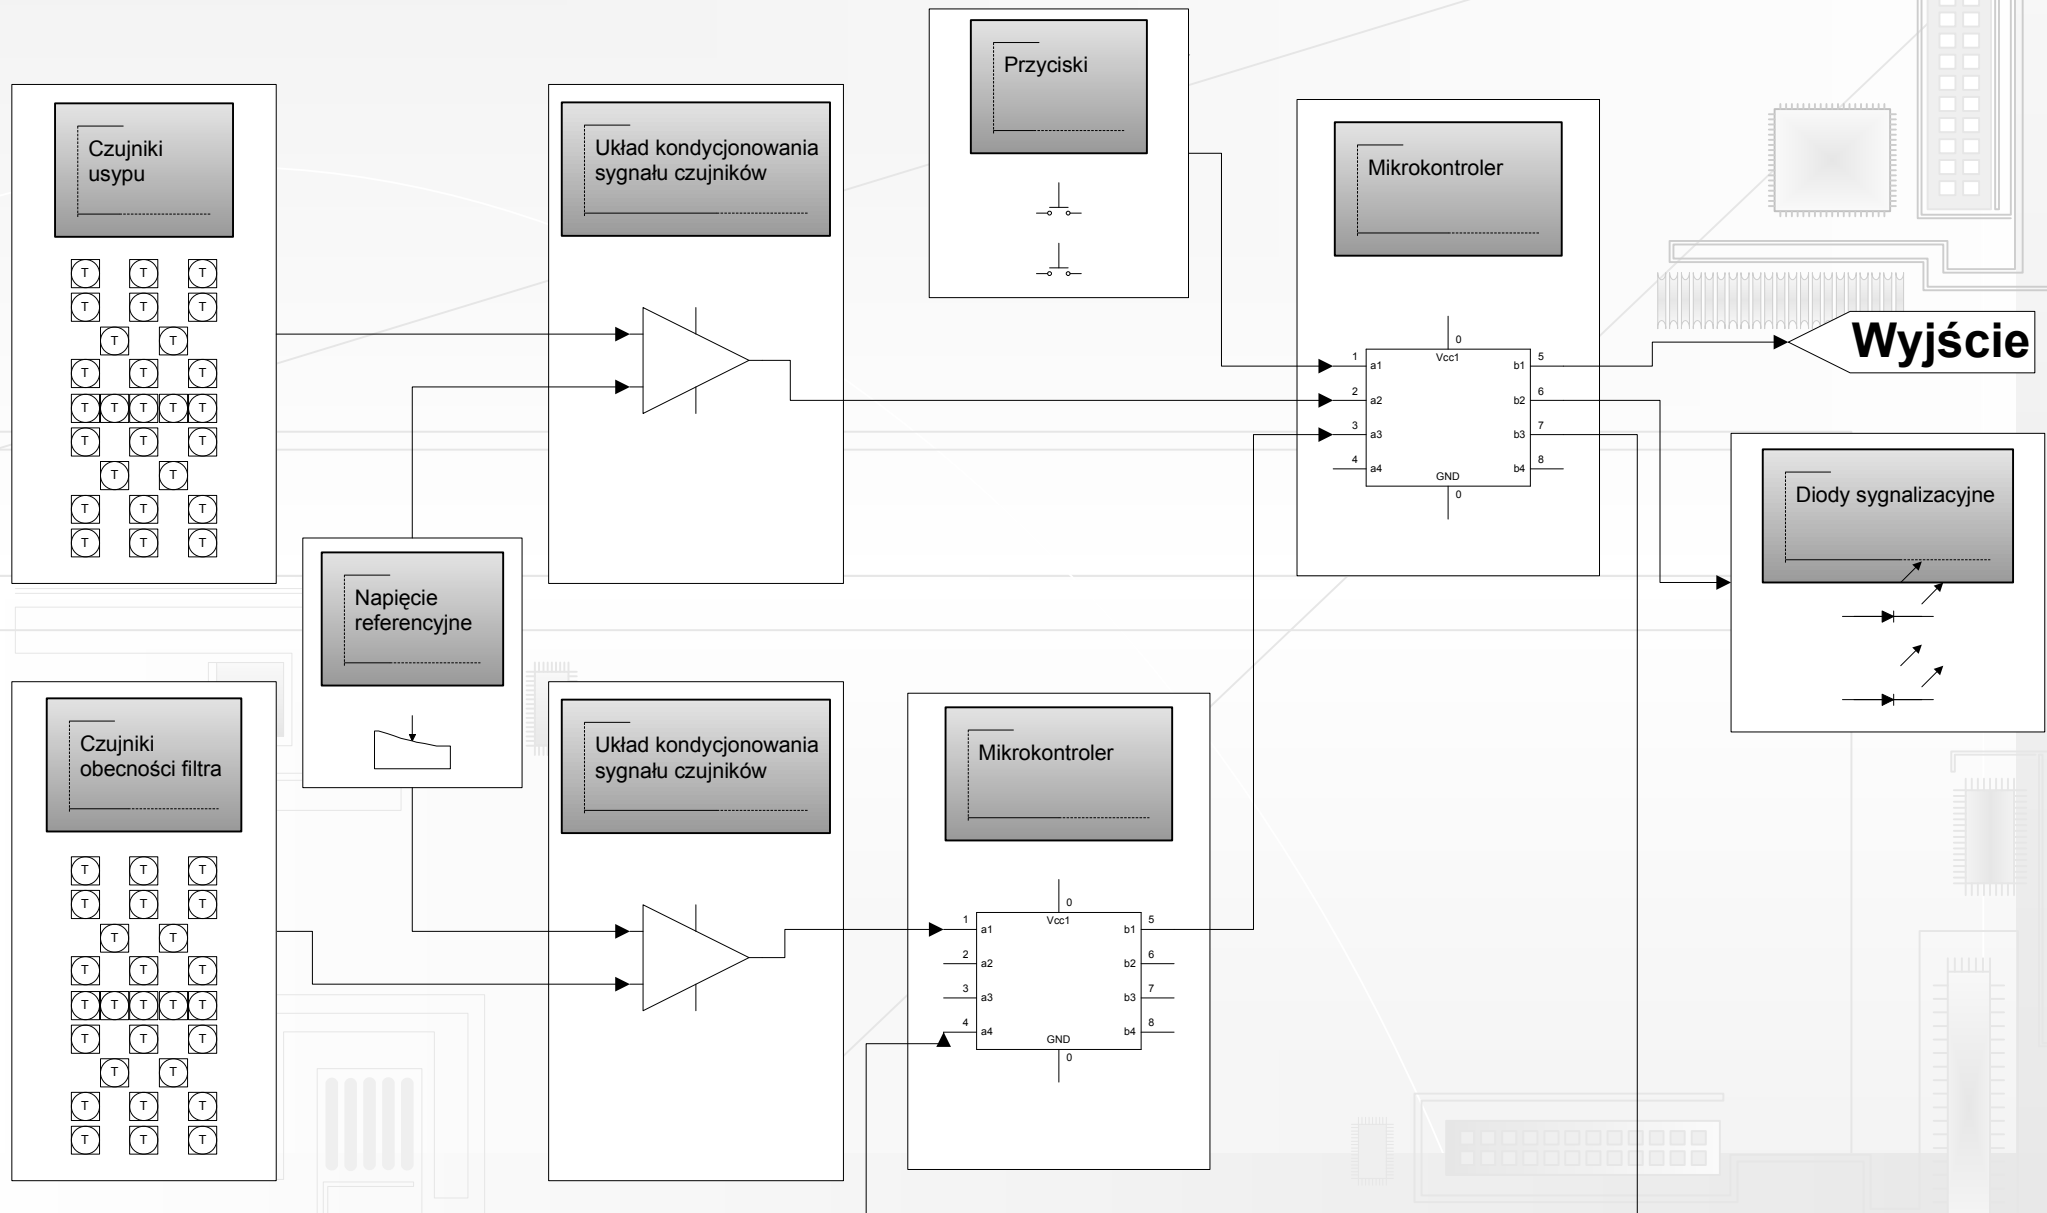 Przyciski
Czujniki
usypu
Układ kondycjonowania
sygnału czujników
Mikrokontroler
T T T
T T T
T T
T T T
T T T T T
T T T
T T
T T T
T T T
0
Vcc1
1 a1 b1 5
2 a2 b2 6
3 a3 b3 7
4 a4 b4 8
GND
0
Wyjście
Diody sygnalizacyjne
Napięcie
referencyjne
Czujniki
obecności filtra
Układ kondycjonowania
sygnału czujników
Mikrokontroler
T T T
T T T
T T
T T T
T T T T T
T T T
T T
T T T
T T T
0
Vcc1
1 a1 b1 5
2 a2 b2 6
3 a3 b3 7
4 a4 b4 8
GND
0